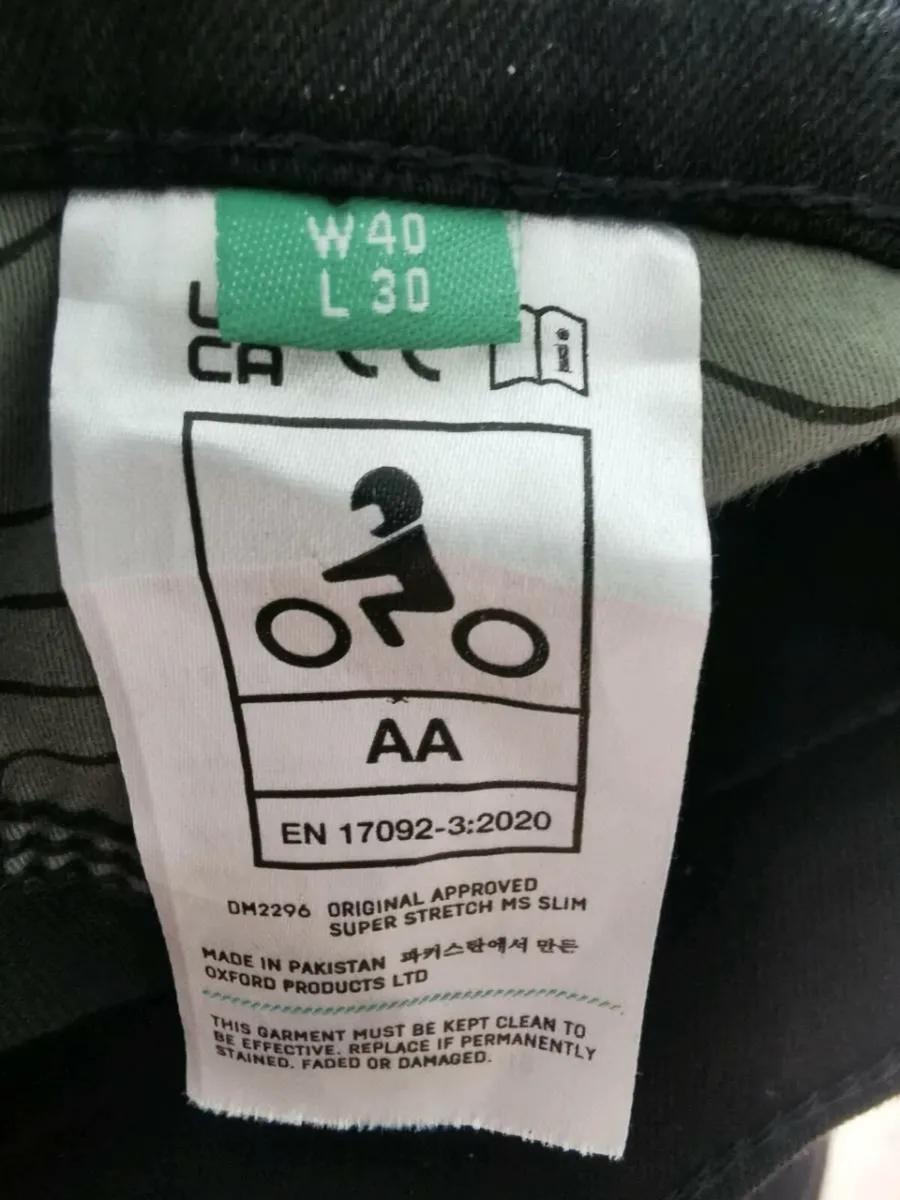 W40
L 30
CA
AA
EN 17092-3:2020
DM2296 ORIGINAL APPROVED
SUPER STRETCH MS SLIM
MADE IN PAKISTAN 파키스탄에서 만든
OXFORD PRODUCTS LTD
THIS GARMENT MUST BE KEPT CLEAN TO
BE EFFECTIVE. REPLACE IF PERMANENTLY
STAINED. FADED OR DAMAGED.